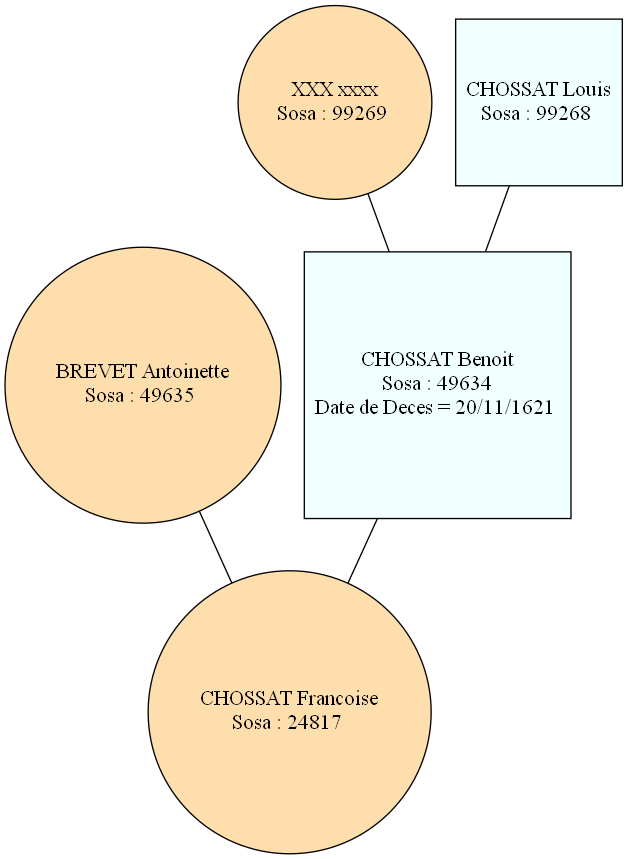 XXX xxxx
Sosa : 99269
CHOSSAT Louis
Sosa : 99268
BREVET Antoinette
Sosa : 49635
CHOSSAT Benoit
Sosa : 49634
Date de Deces = 20/11/1621
CHOSSAT Francoise
Sosa : 24817